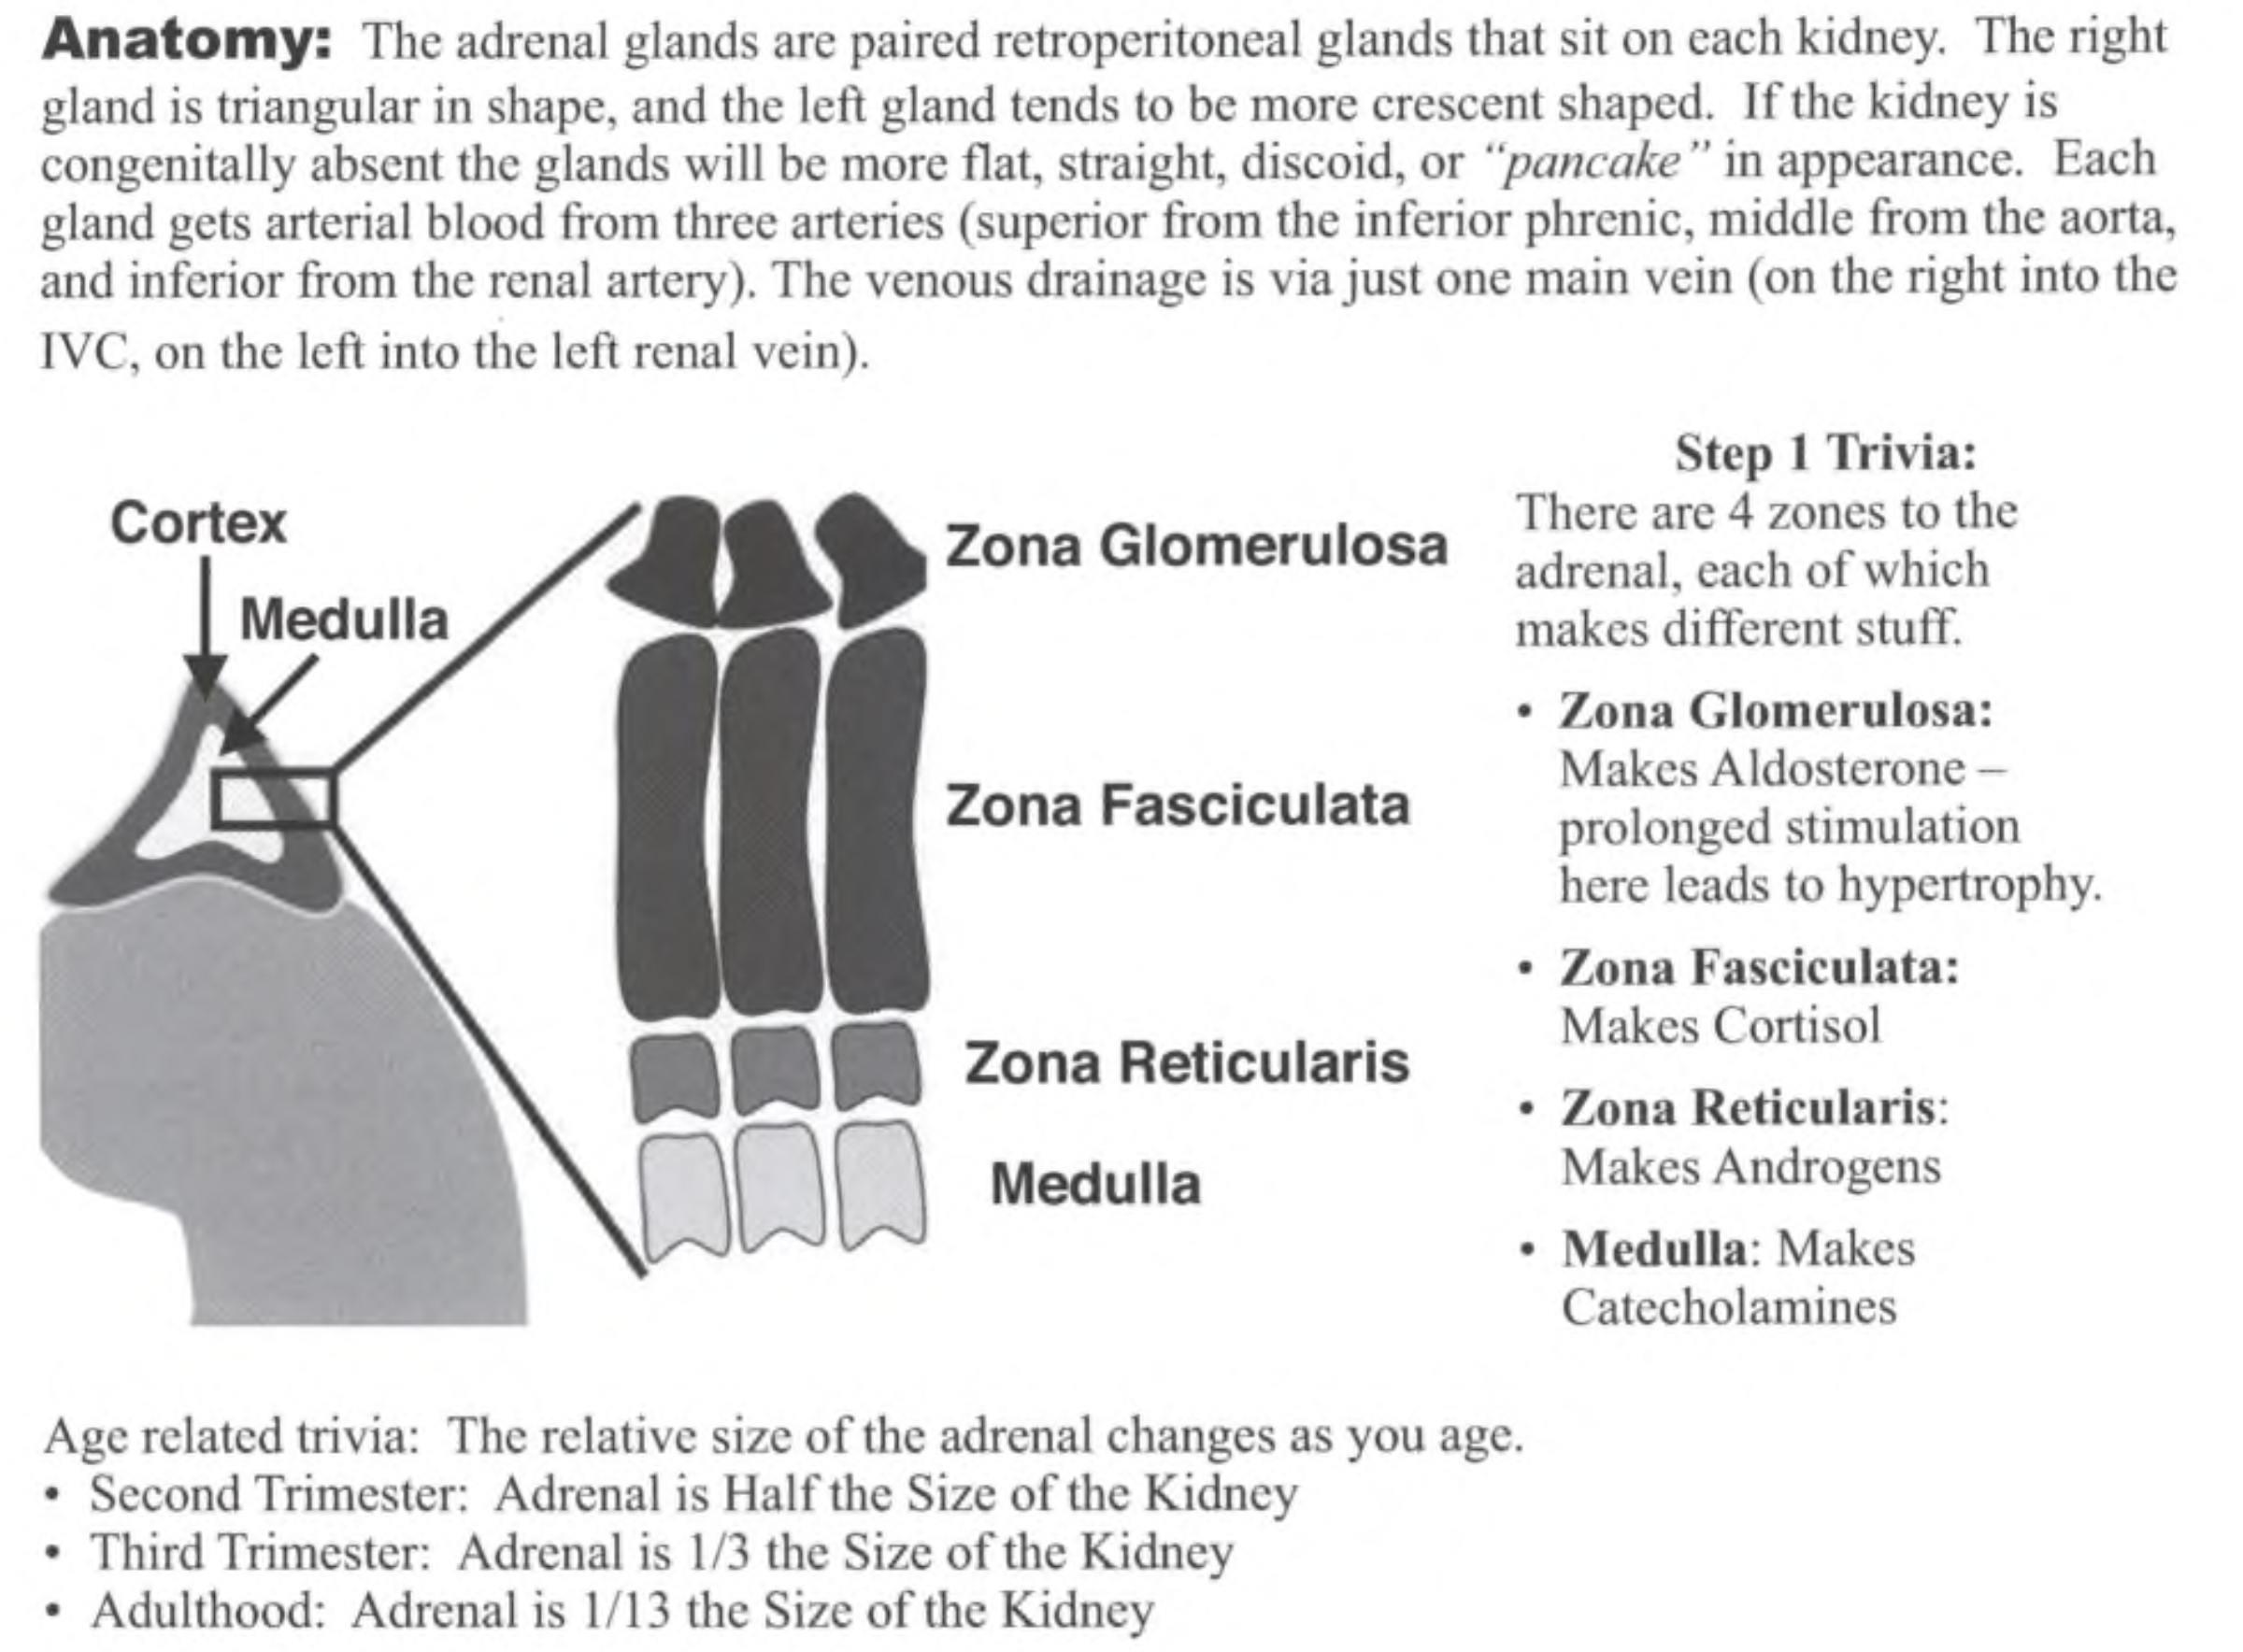 Anatomy: The adrenal glands are paired retroperitoneal glands that sit on each kidney. The right
gland is triangular in shape, and the left gland tends to be more crescent shaped. If the kidney is
congenitally absent the glands will be more flat, straight, discoid, or "pancake" in appearance. Each
gland gets arterial blood from three arteries (superior from the inferior phrenic, middle from the aorta,
and inferior from the renal artery). The venous drainage is via just one main vein (on the right into the
IVC, on the left into the left renal vein).
Cortex
Medulla
Zona Glomerulosa
Zona Fasciculata
Zona Reticularis
Medulla
Step 1 Trivia:
There are 4 zones to the
adrenal, each of which
makes different stuff.
• Zona Glomerulosa:
Makes Aldosterone –
prolonged stimulation
here leads to hypertrophy.
• Zona Fasciculata:
Makes Cortisol
• Zona Reticularis:
Makes Androgens
• Medulla: Makes
Catecholamines
Age related trivia: The relative size of the adrenal changes as you age.
• Second Trimester: Adrenal is Half the Size of the Kidney
• Third Trimester: Adrenal is 1/3 the Size of the Kidney
• Adulthood: Adrenal is 1/13 the Size of the Kidney